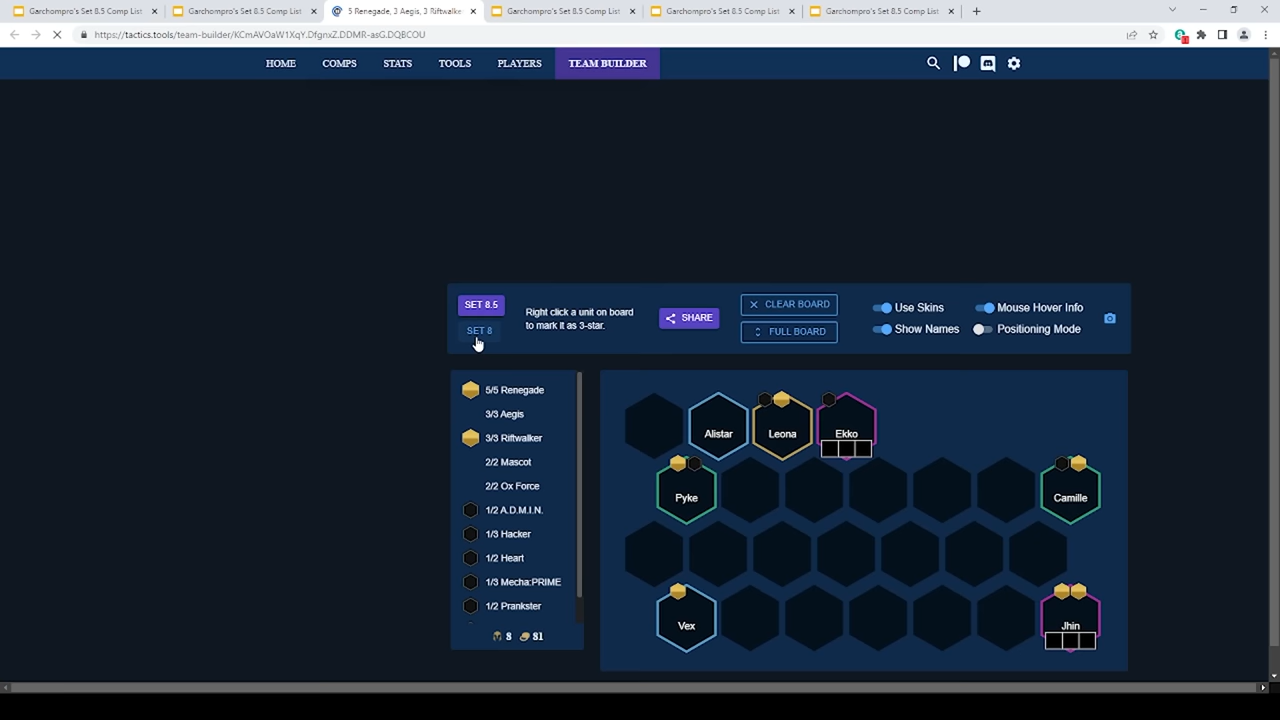 Garchompro's Set 8.5 Comp List
Garchompro's Set 8.5 Comp List
5 Renegade, 3 Aegis, 3 Riftwalke
Garchompro's Set 8.5 Comp List
Garchompro's Set 8.5 Comp List
Garchompro's Set 8.5 Comp List
https://tactics.tools/team-builder/KCmAVOaW1XqY.DfgnxZ.DDMR-asG.DQBCOU
HOME COMPS STATS TOOLS PLAYERS TEAM BUILDER
SET 8.5
SET 8
Right click a unit on board
to mark it as 3-star.
SHARE
CLEAR BOARD
FULL BOARD
Use Skins
Mouse Hover Info
Show Names
Positioning Mode
5/5 Renegade
3/3 Aegis
3/3 Riftwalker
2/2 Mascot
2/2 Ox Force
1/2 A.D.M.I.N.
1/3 Hacker
1/2 Heart
1/3 Mecha:PRIME
1/2 Prankster
8 81
Alistar
Leona
Ekko
Pyke
Camille
Vex
Jhin